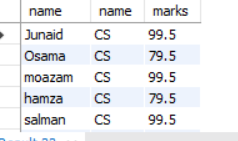 name name marks
Junaid CS 99.5
Osama CS 79.5
moazam CS 99.5
hamza CS 79.5
salman CS 99.5